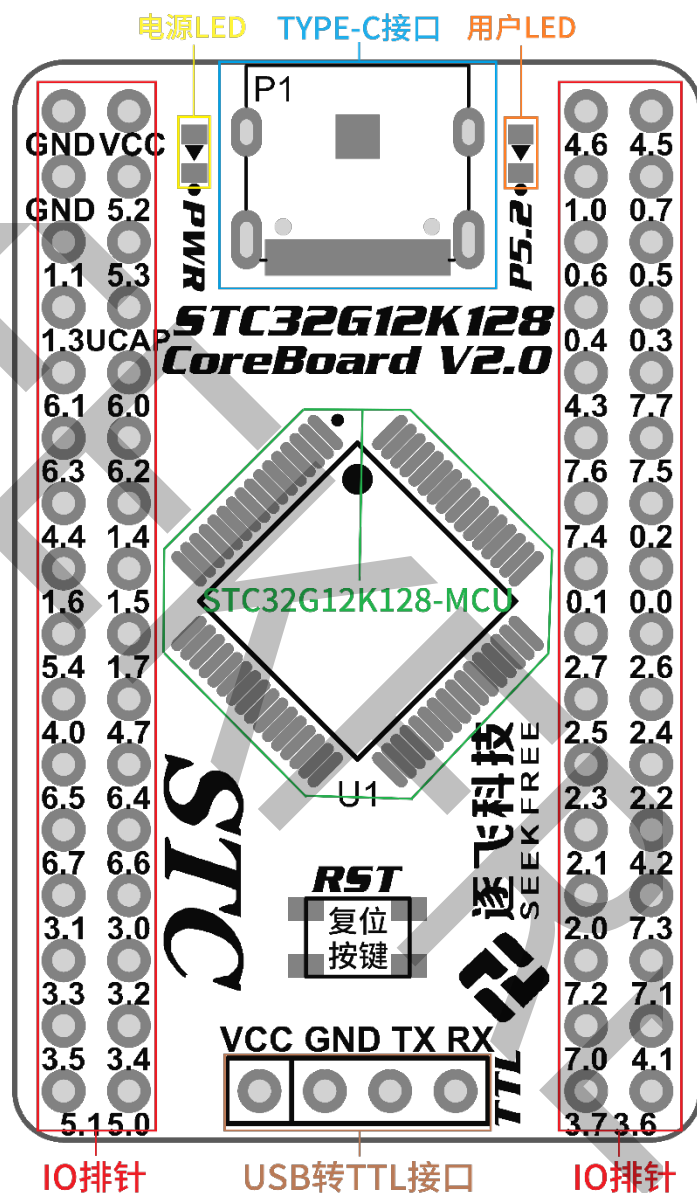 电源LED TYPE-C接口 用户LED
P1
GND VCC 4.6 4.5
GND 5.2 1.0 0.7
PWR P5.2
1.1 5.3 0.6 0.5
STC32G12K128
1.3 UCAP 0.4 0.3
CoreBoard V2.0
6.1 6.0 4.3 7.7
6.3 6.2 7.6 7.5
4.4 1.4 7.4 0.2
1.6 1.5 0.1 0.0
STC32G12K128-MCU
5.4 1.7 2.7 2.6
4.0 4.7 2.5 2.4
6.5 6.4 2.3 2.2
U1
STC
逐飞科技
SEEKFREE
6.7 6.6 2.1 4.2
RST
复位
按键
3.1 3.0 2.0 7.3
3.3 3.2 7.2 7.1
VCC GND TX RX
3.5 3.4 7.0 4.1
TTL
5.1 5.0 3.7 3.6
IO排针 USB转TTL接口 IO排针